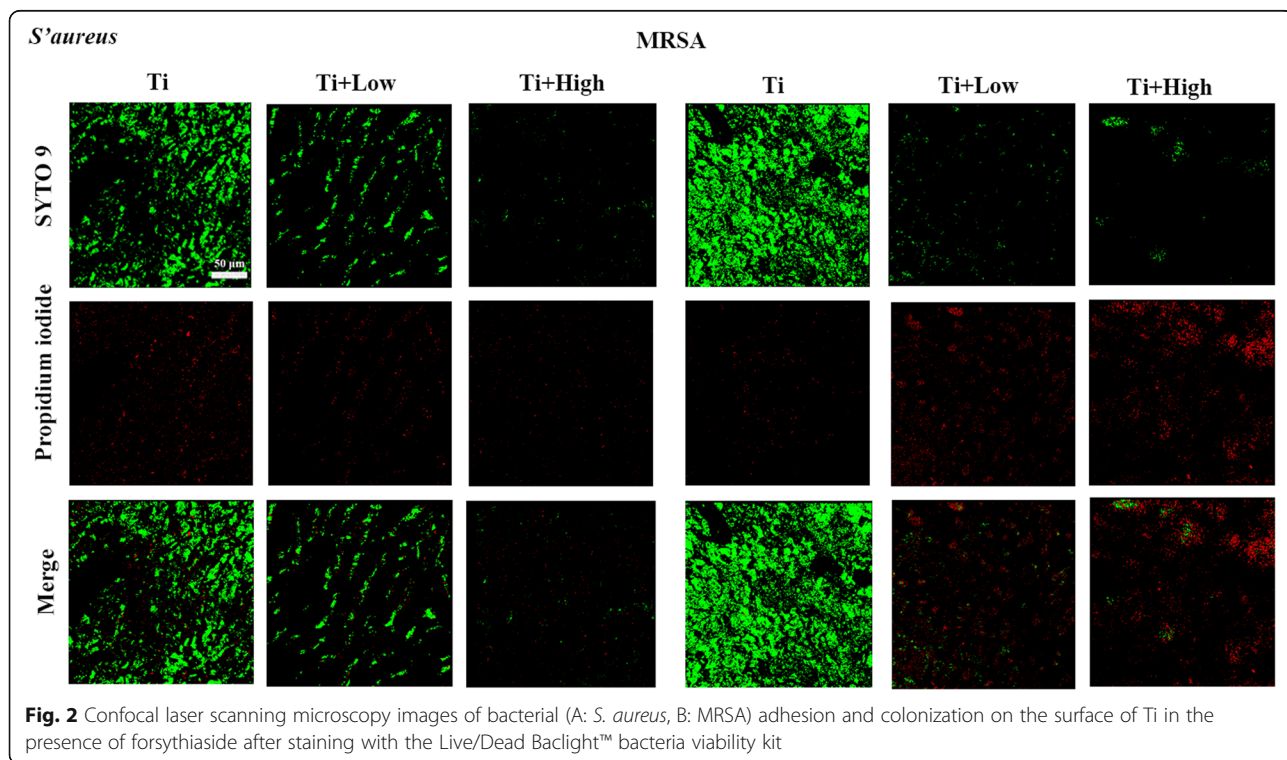 S'aureus
MRSA
Ti Ti+Low Ti+High Ti Ti+Low Ti+High
SYTO 9
50 µm
Propidium iodide
Merge
Fig. 2 Confocal laser scanning microscopy images of bacterial (A: S. aureus, B: MRSA) adhesion and colonization on the surface of Ti in the
presence of forsythiaside after staining with the Live/Dead Baclight™ bacteria viability kit